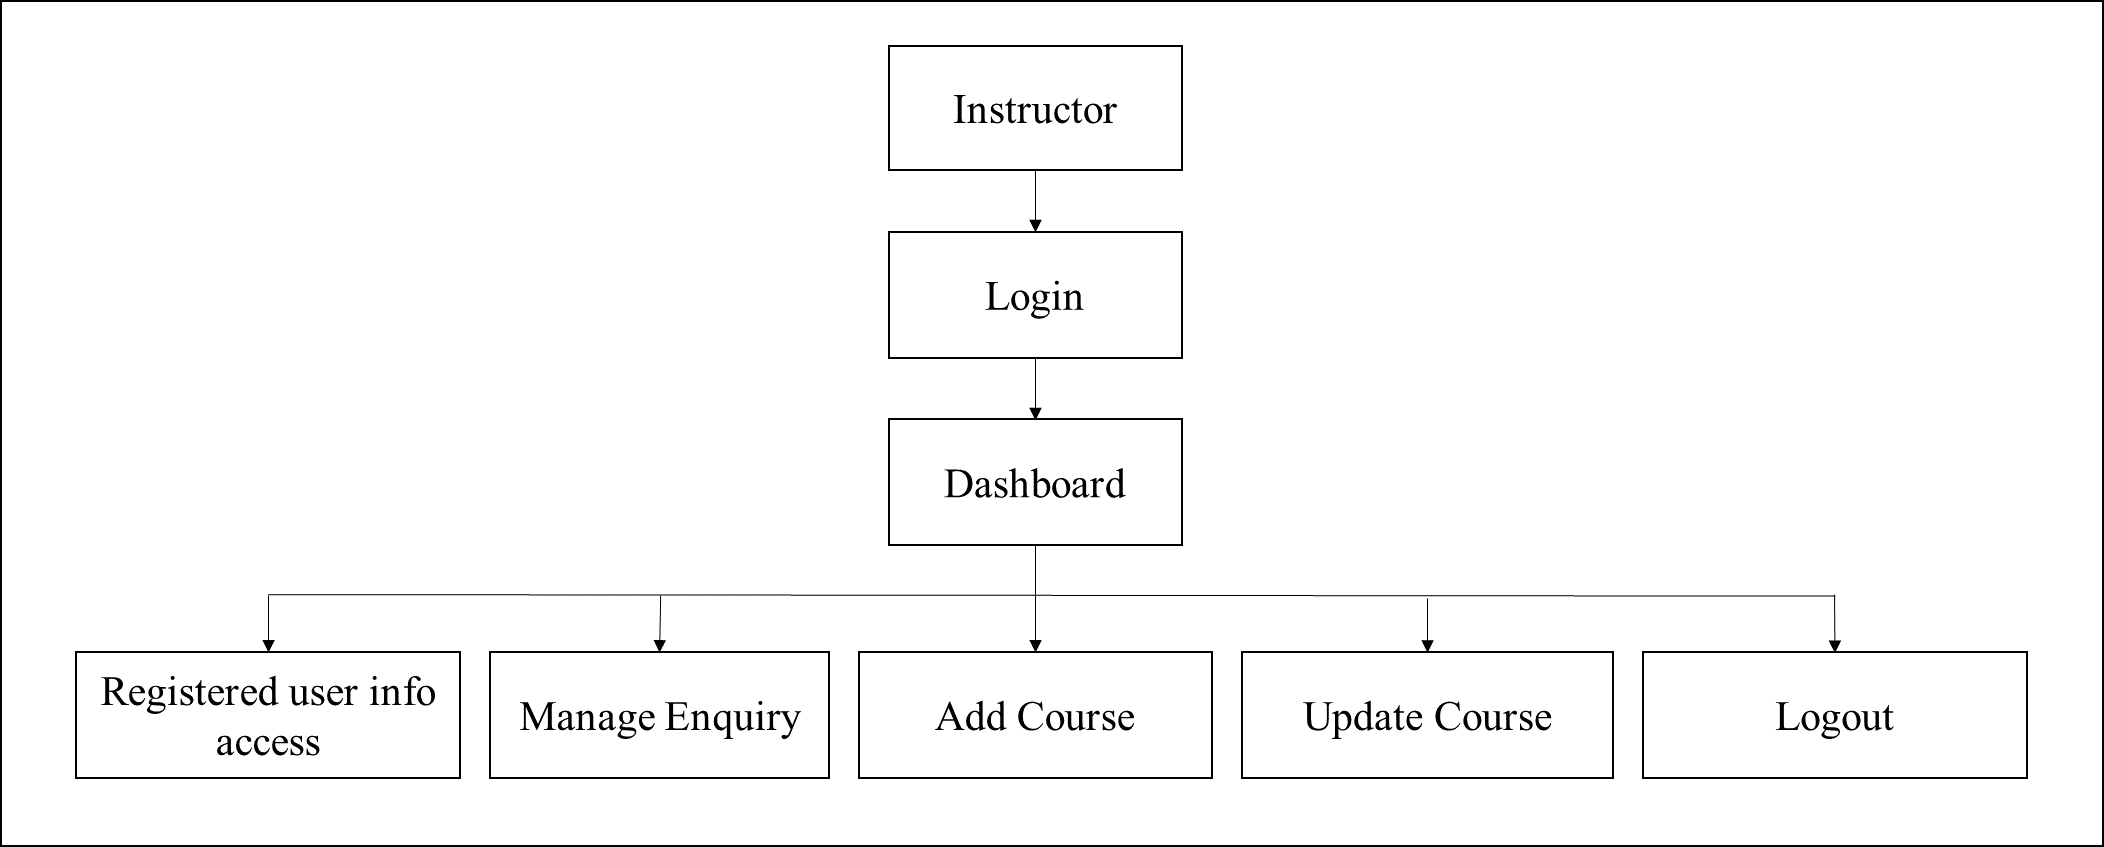 Instructor
Login
Dashboard
Registered user info
access
Manage Enquiry
Add Course
Update Course
Logout